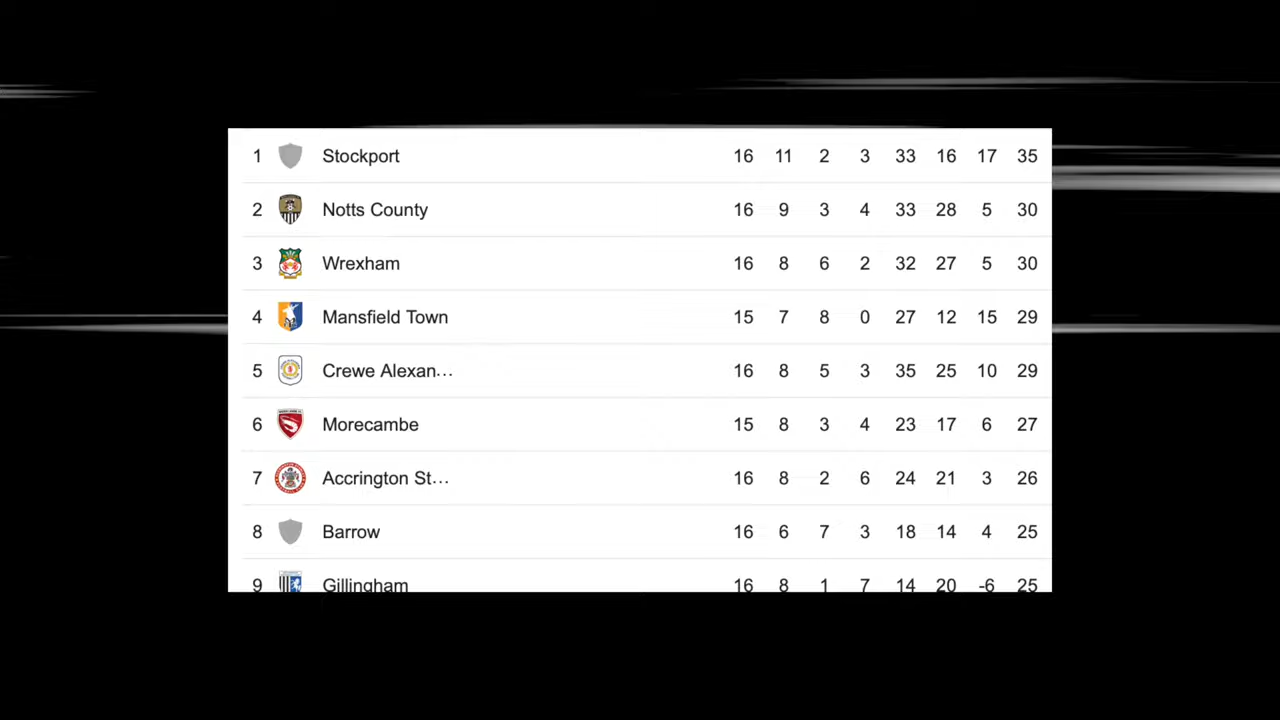 1 Stockport 16 11 2 3 33 16 17 35
2 Notts County 16 9 3 4 33 28 5 30
3 Wrexham 16 8 6 2 32 27 5 30
4 Mansfield Town 15 7 8 0 27 12 15 29
5 Crewe Alexan... 16 8 5 3 35 25 10 29
6 Morecambe 15 8 3 4 23 17 6 27
7 Accrington St... 16 8 2 6 24 21 3 26
8 Barrow 16 6 7 3 18 14 4 25
9 Gillingham 16 8 1 7 14 20 -6 25